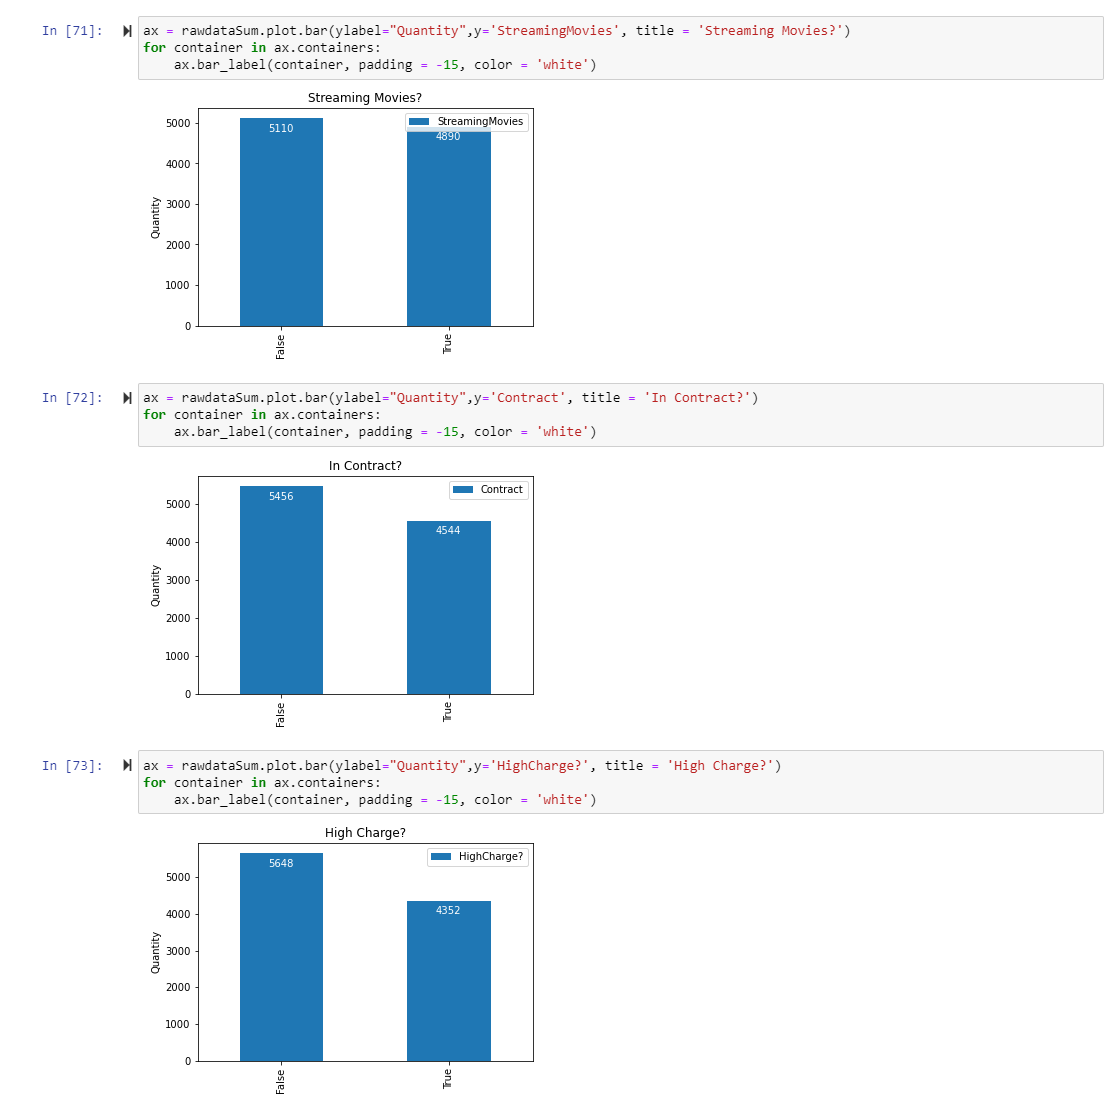 In [71]:
ax = rawdataSum.plot.bar(ylabel="Quantity",y='StreamingMovies', title = 'Streaming Movies?')
for container in ax.containers:
    ax.bar_label(container, padding = -15, color = 'white')
Streaming Movies?
StreamingMovies
5110
4890
5000
4000
3000
2000
1000
0
Quantity
False
True
In [72]:
ax = rawdataSum.plot.bar(ylabel="Quantity",y='Contract', title = 'In Contract?')
for container in ax.containers:
    ax.bar_label(container, padding = -15, color = 'white')
In Contract?
Contract
5456
4544
5000
4000
3000
2000
1000
0
Quantity
False
True
In [73]:
ax = rawdataSum.plot.bar(ylabel="Quantity",y='HighCharge?', title = 'High Charge?')
for container in ax.containers:
    ax.bar_label(container, padding = -15, color = 'white')
High Charge?
HighCharge?
5648
4352
5000
4000
3000
2000
1000
0
Quantity
False
True